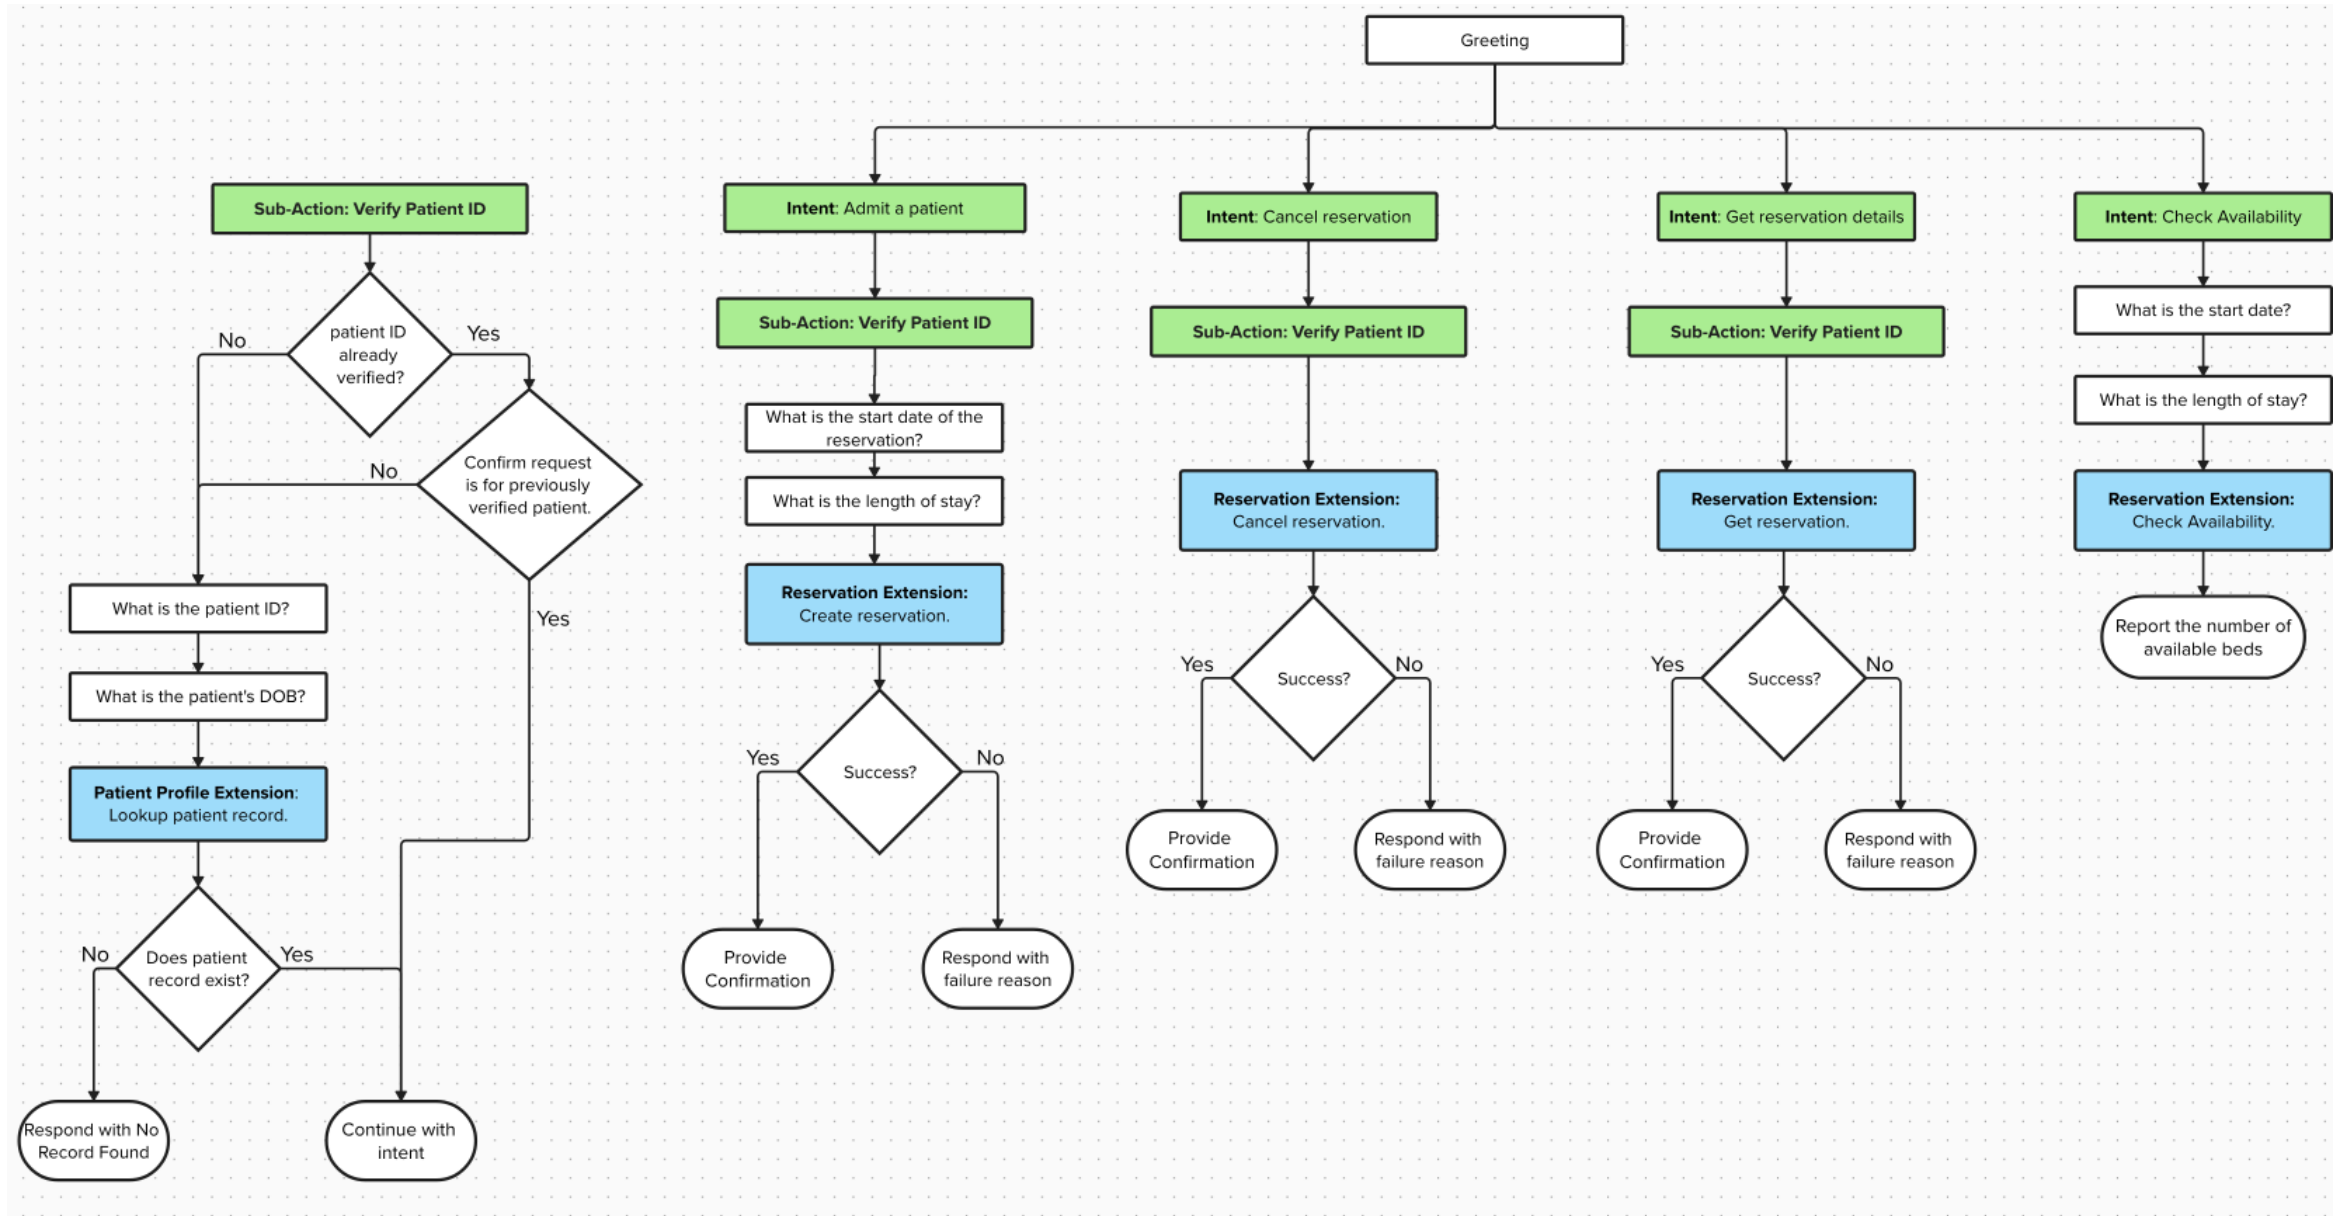 Greeting
Sub-Action: Verify Patient ID
patient ID
already
verified?
No
Yes
Confirm request
is for previously
verified patient.
No
Yes
What is the patient ID?
What is the patient's DOB?
Patient Profile Extension:
Lookup patient record.
Does patient
record exist?
No
Yes
Respond with No
Record Found
Continue with
intent
Intent: Admit a patient
Sub-Action: Verify Patient ID
What is the start date of the
reservation?
What is the length of stay?
Reservation Extension:
Create reservation.
Success?
Yes
No
Provide
Confirmation
Respond with
failure reason
Intent: Cancel reservation
Sub-Action: Verify Patient ID
Reservation Extension:
Cancel reservation.
Success?
Yes
No
Provide
Confirmation
Respond with
failure reason
Intent: Get reservation details
Sub-Action: Verify Patient ID
Reservation Extension:
Get reservation.
Success?
Yes
No
Provide
Confirmation
Respond with
failure reason
Intent: Check Availability
What is the start date?
What is the length of stay?
Reservation Extension:
Check Availability.
Report the number of
available beds